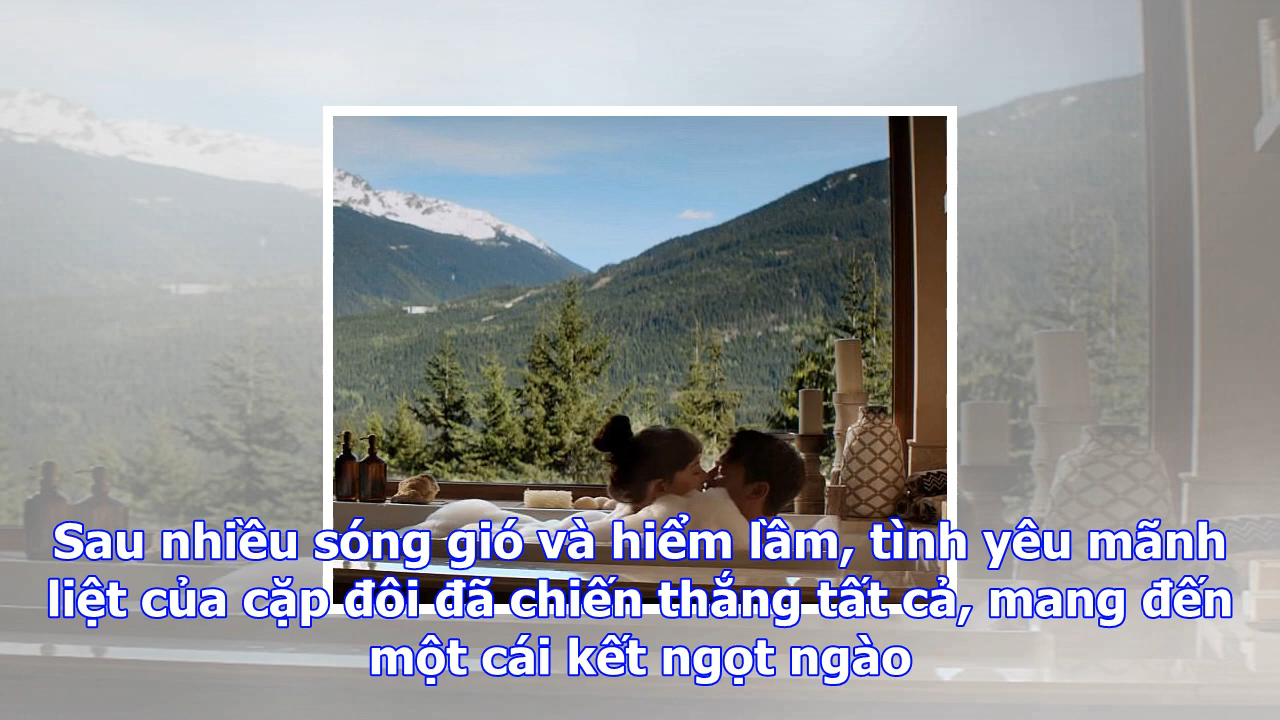 Sau nhiều sóng gió và hiểm lầm, tình yêu mãnh
liệt của cặp đôi đã chiến thắng tất cả, mang đến
một cái kết ngọt ngào